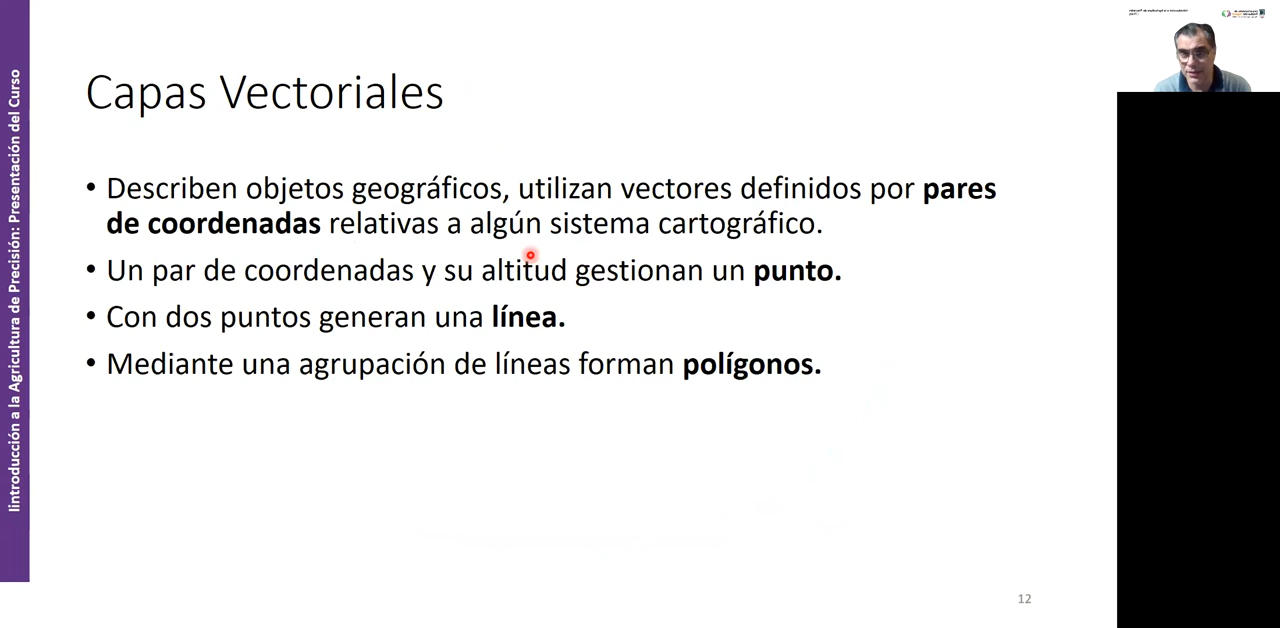 Capas Vectoriales
• Describen objetos geográficos, utilizan vectores definidos por pares
de coordenadas relativas a algún sistema cartográfico.
• Un par de coordenadas y su altitud gestionan un punto.
• Con dos puntos generan una línea.
• Mediante una agrupación de líneas forman polígonos.
Iintroducción a la Agricultura de Precisión: Presentación del Curso
12